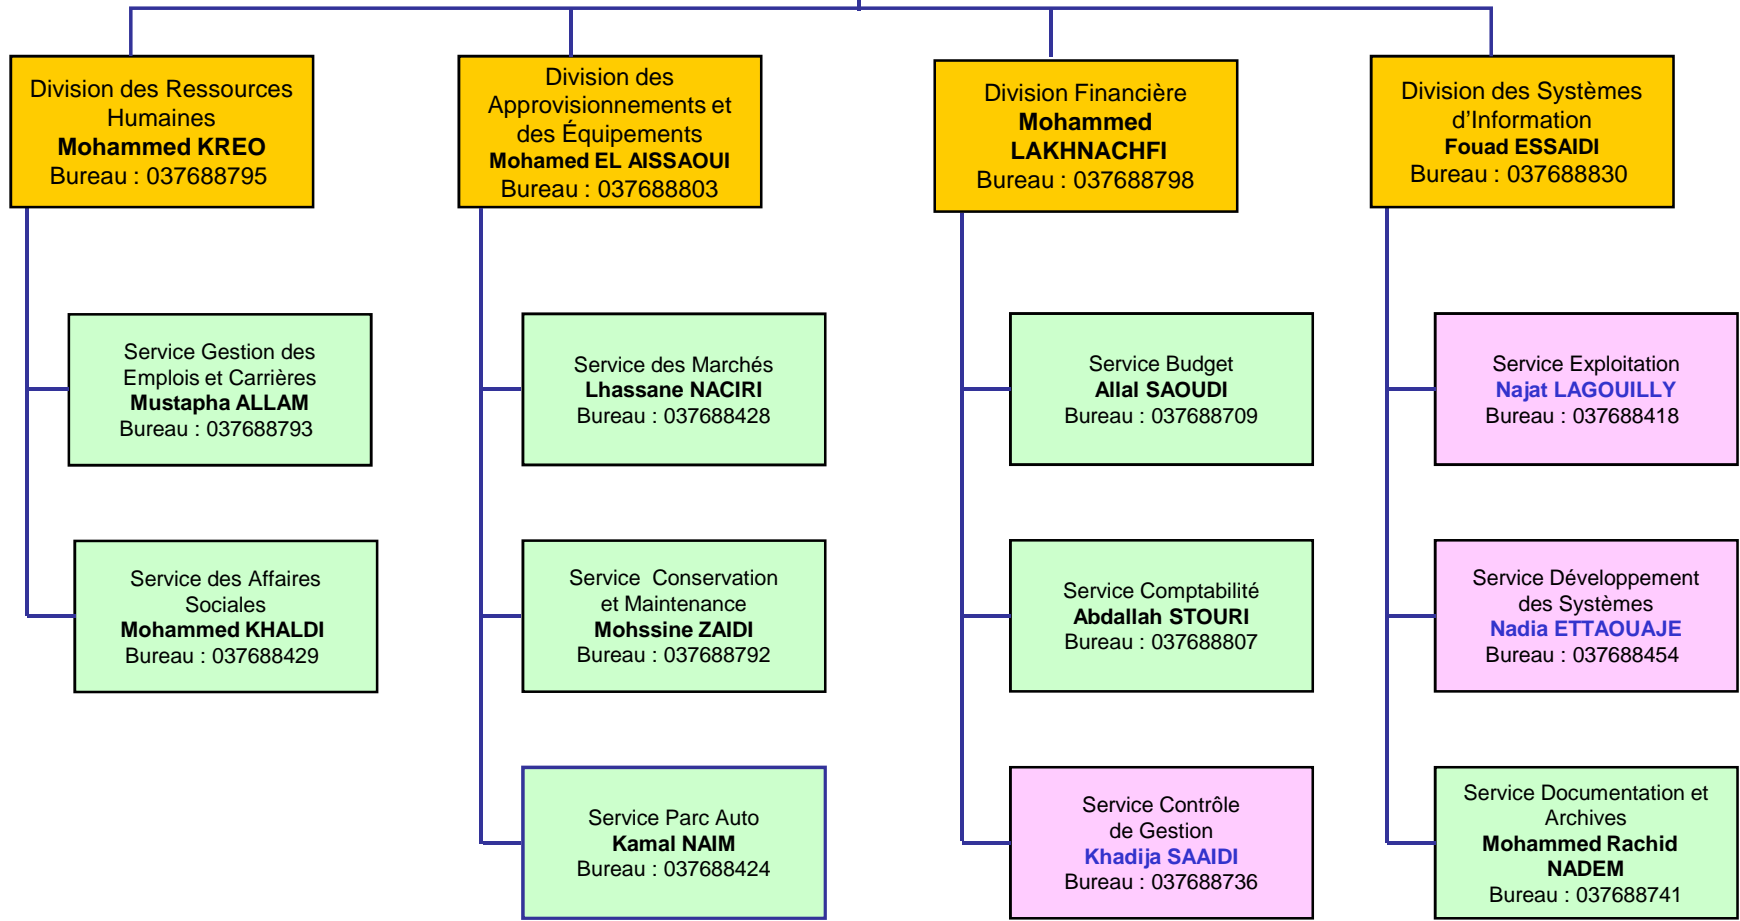 Division des Ressources
Humaines
Mohammed KREO
Bureau : 037688795
Division des
Approvisionnements et
des Équipements
Mohamed EL AISSAOUI
Bureau : 037688803
Division Financière
Mohammed
LAKHNACHFI
Bureau : 037688798
Division des Systèmes
d’Information
Fouad ESSAIDI
Bureau : 037688830
Service Gestion des
Emplois et Carrières
Mustapha ALLAM
Bureau : 037688793
Service des Marchés
Lhassane NACIRI
Bureau : 037688428
Service Budget
Allal SAOUDI
Bureau : 037688709
Service Exploitation
Najat LAGOUILLY
Bureau : 037688418
Service des Affaires
Sociales
Mohammed KHALDI
Bureau : 037688429
Service Conservation
et Maintenance
Mohssine ZAIDI
Bureau : 037688792
Service Comptabilité
Abdallah STOURI
Bureau : 037688807
Service Développement
des Systèmes
Nadia ETTAOUAJE
Bureau : 037688454
Service Parc Auto
Kamal NAIM
Bureau : 037688424
Service Contrôle
de Gestion
Khadija SAAIDI
Bureau : 037688736
Service Documentation et
Archives
Mohammed Rachid
NADEM
Bureau : 037688741